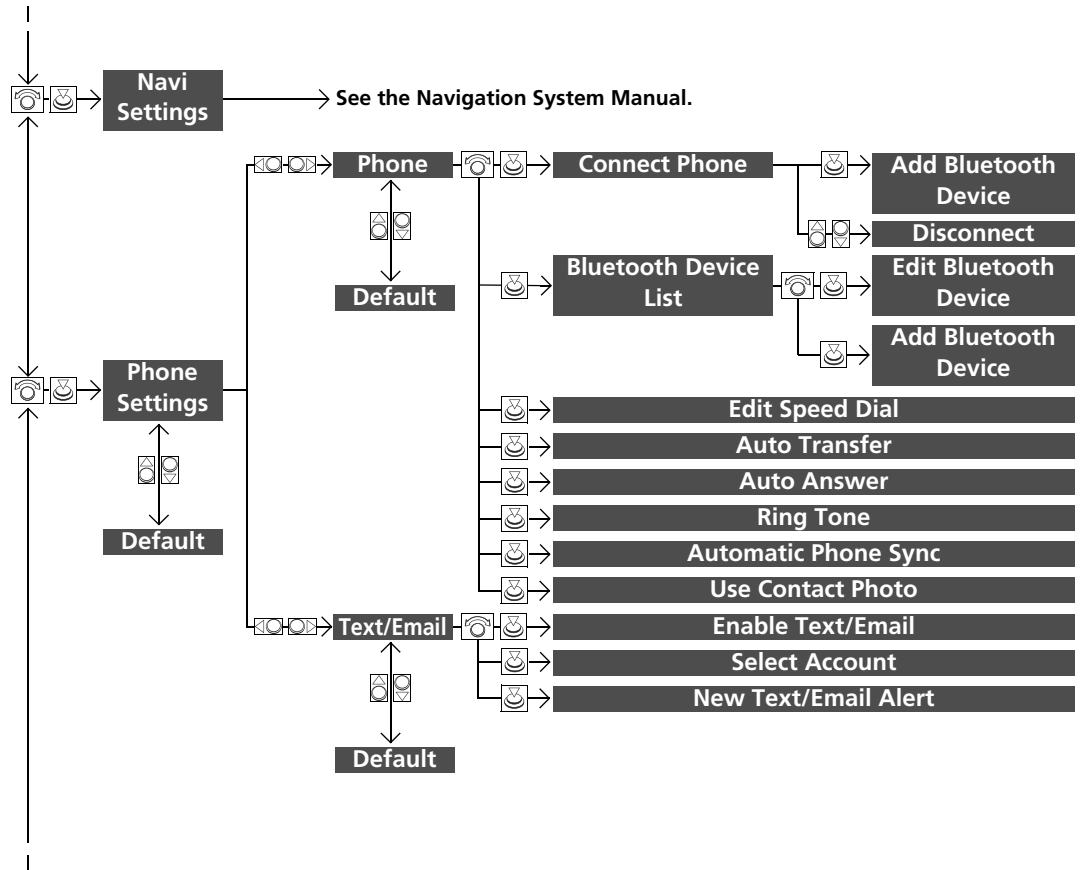 Navi
Settings
See the Navigation System Manual.
Phone
Connect Phone
Add Bluetooth
Device
Disconnect
Default
Bluetooth Device
List
Edit Bluetooth
Device
Add Bluetooth
Device
Phone
Settings
Edit Speed Dial
Auto Transfer
Auto Answer
Ring Tone
Default
Automatic Phone Sync
Use Contact Photo
Text/Email
Enable Text/Email
Select Account
New Text/Email Alert
Default